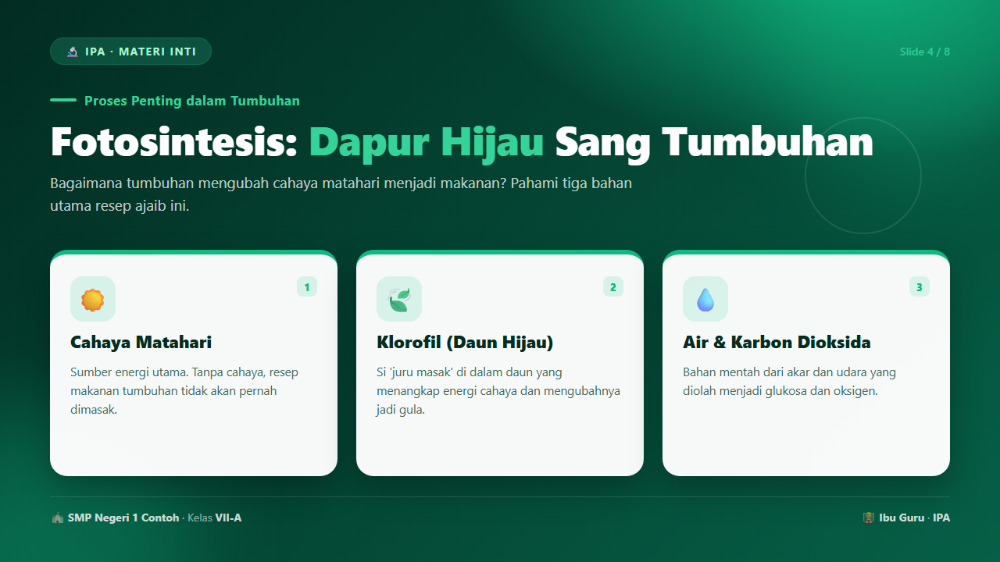 IPA · MATERI INTI
Slide 4 / 8
Proses Penting dalam Tumbuhan
Fotosintesis: Dapur Hijau Sang Tumbuhan
Bagaimana tumbuhan mengubah cahaya matahari menjadi makanan? Pahami tiga bahan
utama resep ajaib ini.
1
Cahaya Matahari
Sumber energi utama. Tanpa cahaya, resep
makanan tumbuhan tidak akan pernah
dimasak.
2
Klorofil (Daun Hijau)
Si 'juru masak' di dalam daun yang
menangkap energi cahaya dan mengubahnya
jadi gula.
3
Air & Karbon Dioksida
Bahan mentah dari akar dan udara yang
diolah menjadi glukosa dan oksigen.
SMP Negeri 1 Contoh · Kelas VII-A
Ibu Guru · IPA